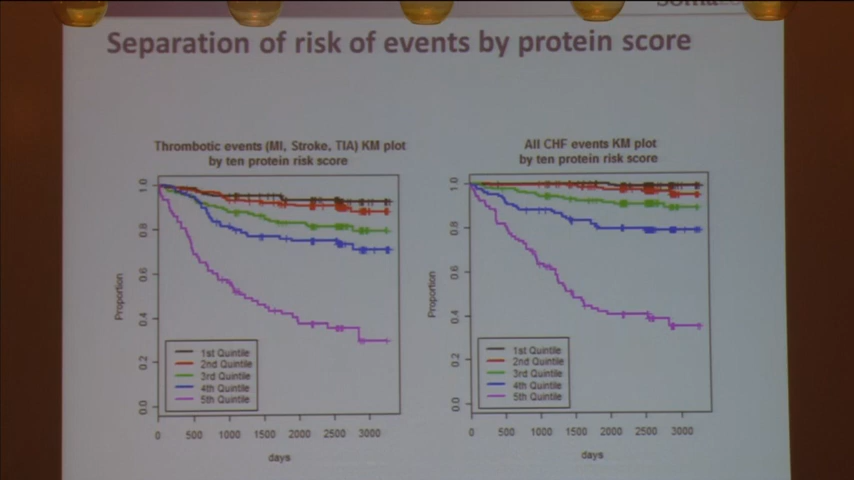 Separation of risk of events by protein score
Thrombotic events (MI, Stroke, TIA) KM plot
by ten protein risk score
All CHF events KM plot
by ten protein risk score
Proportion
1.0
0.8
0.6
0.4
0.2
0.0
1st Quintile
2nd Quintile
3rd Quintile
4th Quintile
5th Quintile
0 500 1000 1500 2000 2500 3000
days
Proportion
1.0
0.8
0.6
0.4
0.2
0.0
1st Quintile
2nd Quintile
3rd Quintile
4th Quintile
5th Quintile
0 500 1000 1500 2000 2500 3000
days